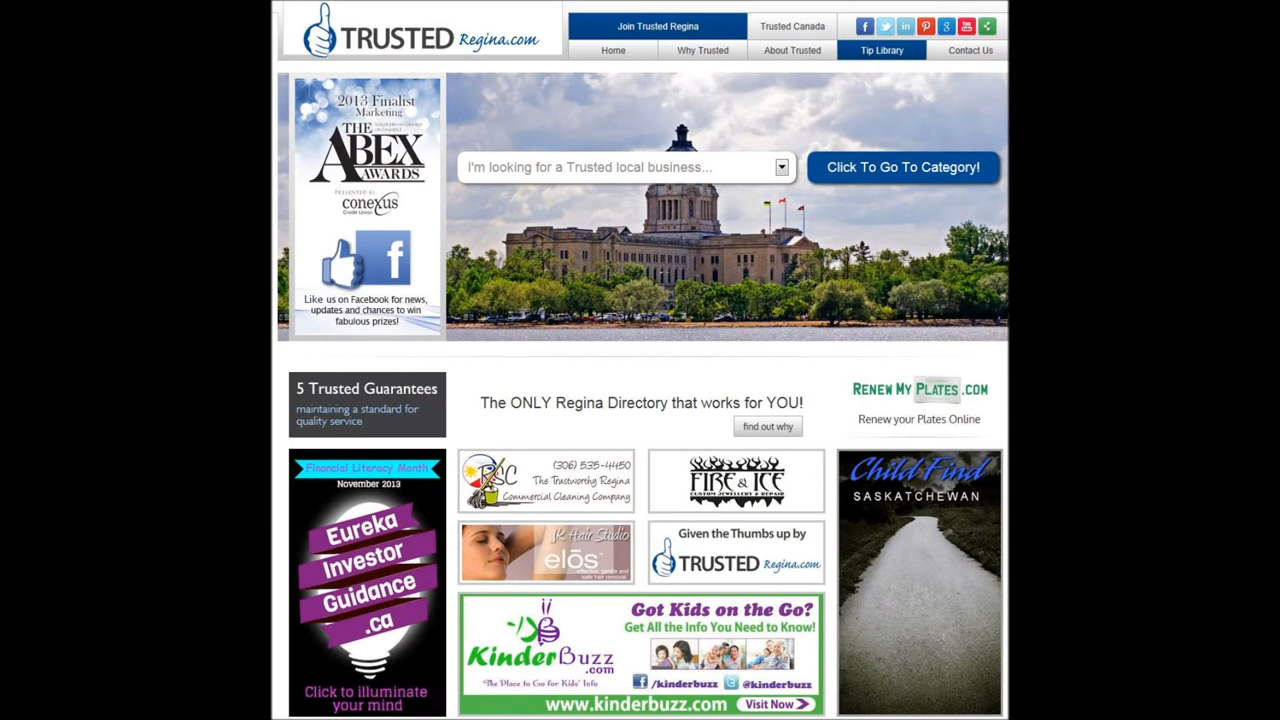 TRUSTED Regina.com
Join Trusted Regina
Trusted Canada
Home
Why Trusted
About Trusted
Tip Library
Contact Us
2013 Finalist
Marketing
THE
ABEX
AWARDS
PRESENTED BY
conexus
Credit Union
Like us on Facebook for news,
updates and chances to win
fabulous prizes!
I'm looking for a Trusted local business...
Click To Go To Category!
5 Trusted Guarantees
maintaining a standard for
quality service
The ONLY Regina Directory that works for YOU!
find out why
RENEW MY PLATES.COM
Renew your Plates Online
Financial Literacy Month
November 2013
Eureka
Investor
Guidance
.ca
Click to illuminate
your mind
(306) 535-4450
The Trustworthy Regina
Commercial Cleaning Company
FIRE & ICE
CUSTOM JEWELLERY & REPAIR
JK Hair Studio
elōs
effective, gentle and
safe hair removal
Given the Thumbs up by
TRUSTED Regina.com
KinderBuzz
.com
"The Place to Go for Kids' Info
Got Kids on the Go?
Get All the Info You Need to Know!
/kinderbuzz
@kinderbuzz
www.kinderbuzz.com
Visit Now
Child Find
SASKATCHEWAN